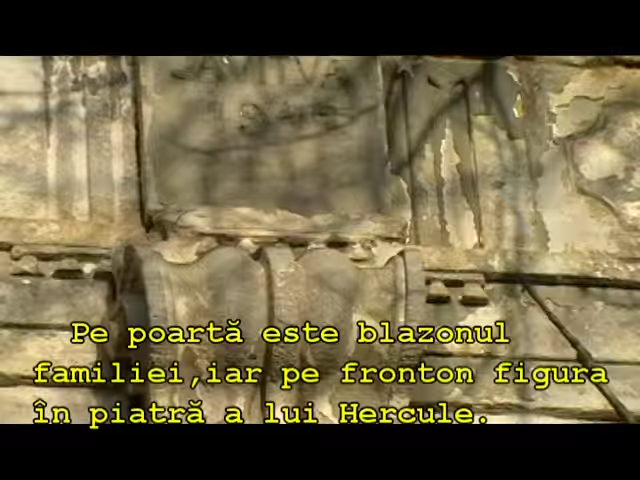 Pe poartă este blazonul
familiei,iar pe fronton figura
în piatră a lui Hercule.